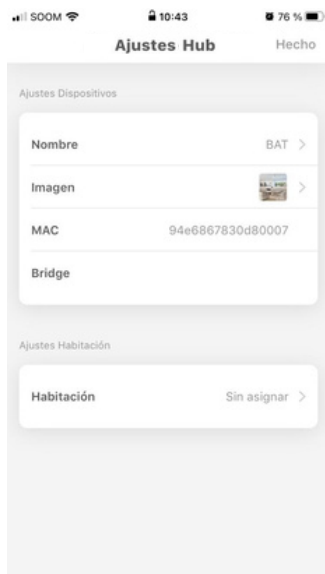 SOOM 10:43 76 %
Ajustes Hub Hecho
Ajustes Dispositivos
Nombre BAT >
Imagen >
MAC 94e6867830d80007
Bridge
Ajustes Habitación
Habitación Sin asignar >